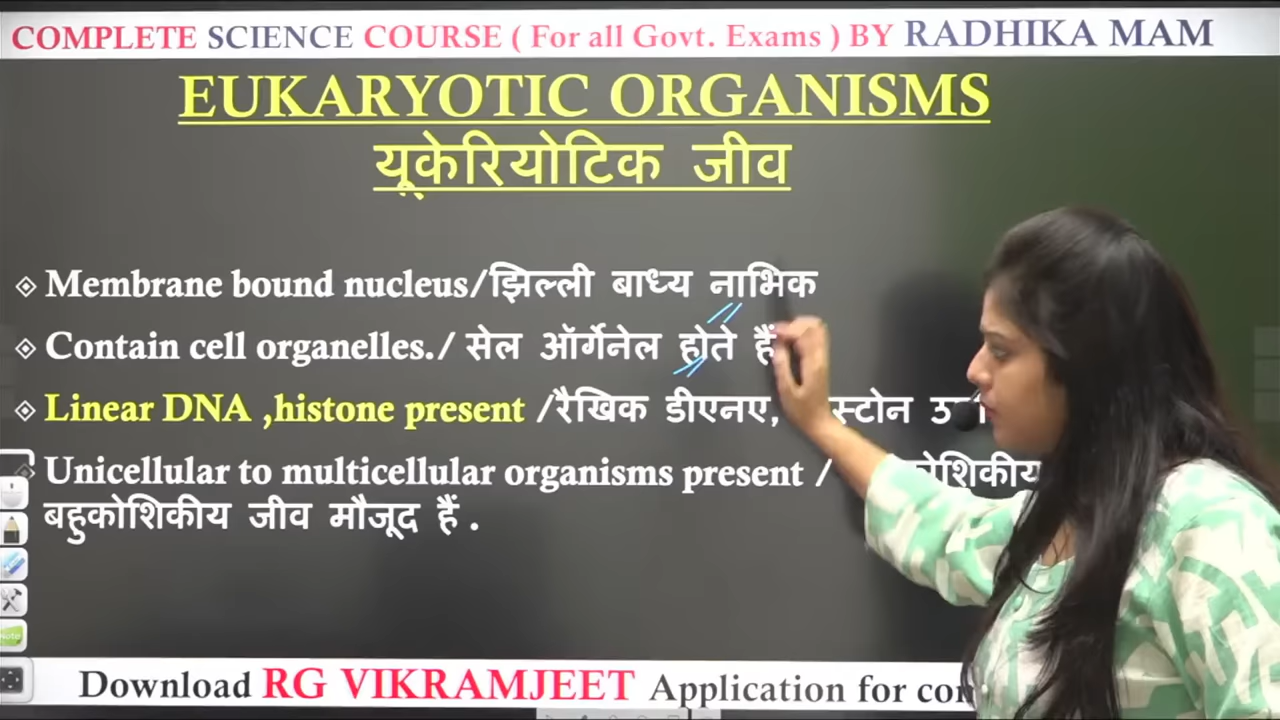 COMPLETE SCIENCE COURSE ( For all Govt. Exams ) BY RADHIKA MAM
EUKARYOTIC ORGANISMS
यूकेरियोटिक जीव
Membrane bound nucleus/झिल्ली बाध्य नाभिक
Contain cell organelles./ सेल ऑर्गेनेल होते हैं
Linear DNA ,histone present /रैखिक डीएनए,
Unicellular to multicellular organisms present /
बहुकोशिकीय जीव मौजूद हैं .
Download RG VIKRAMJEET Application for